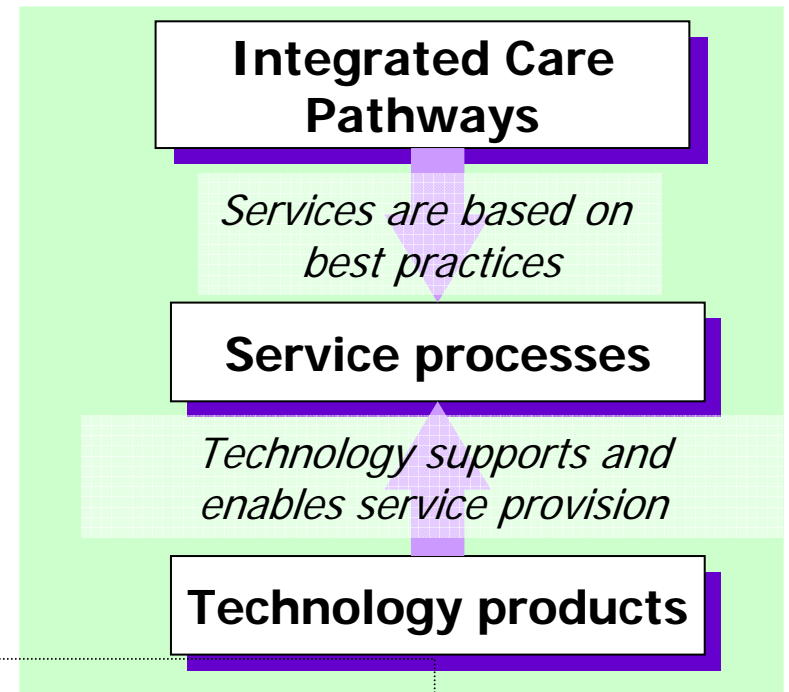 Integrated Care
Pathways
Services are based on
best practices
Service processes
Technology supports and
enables service provision
Technology products